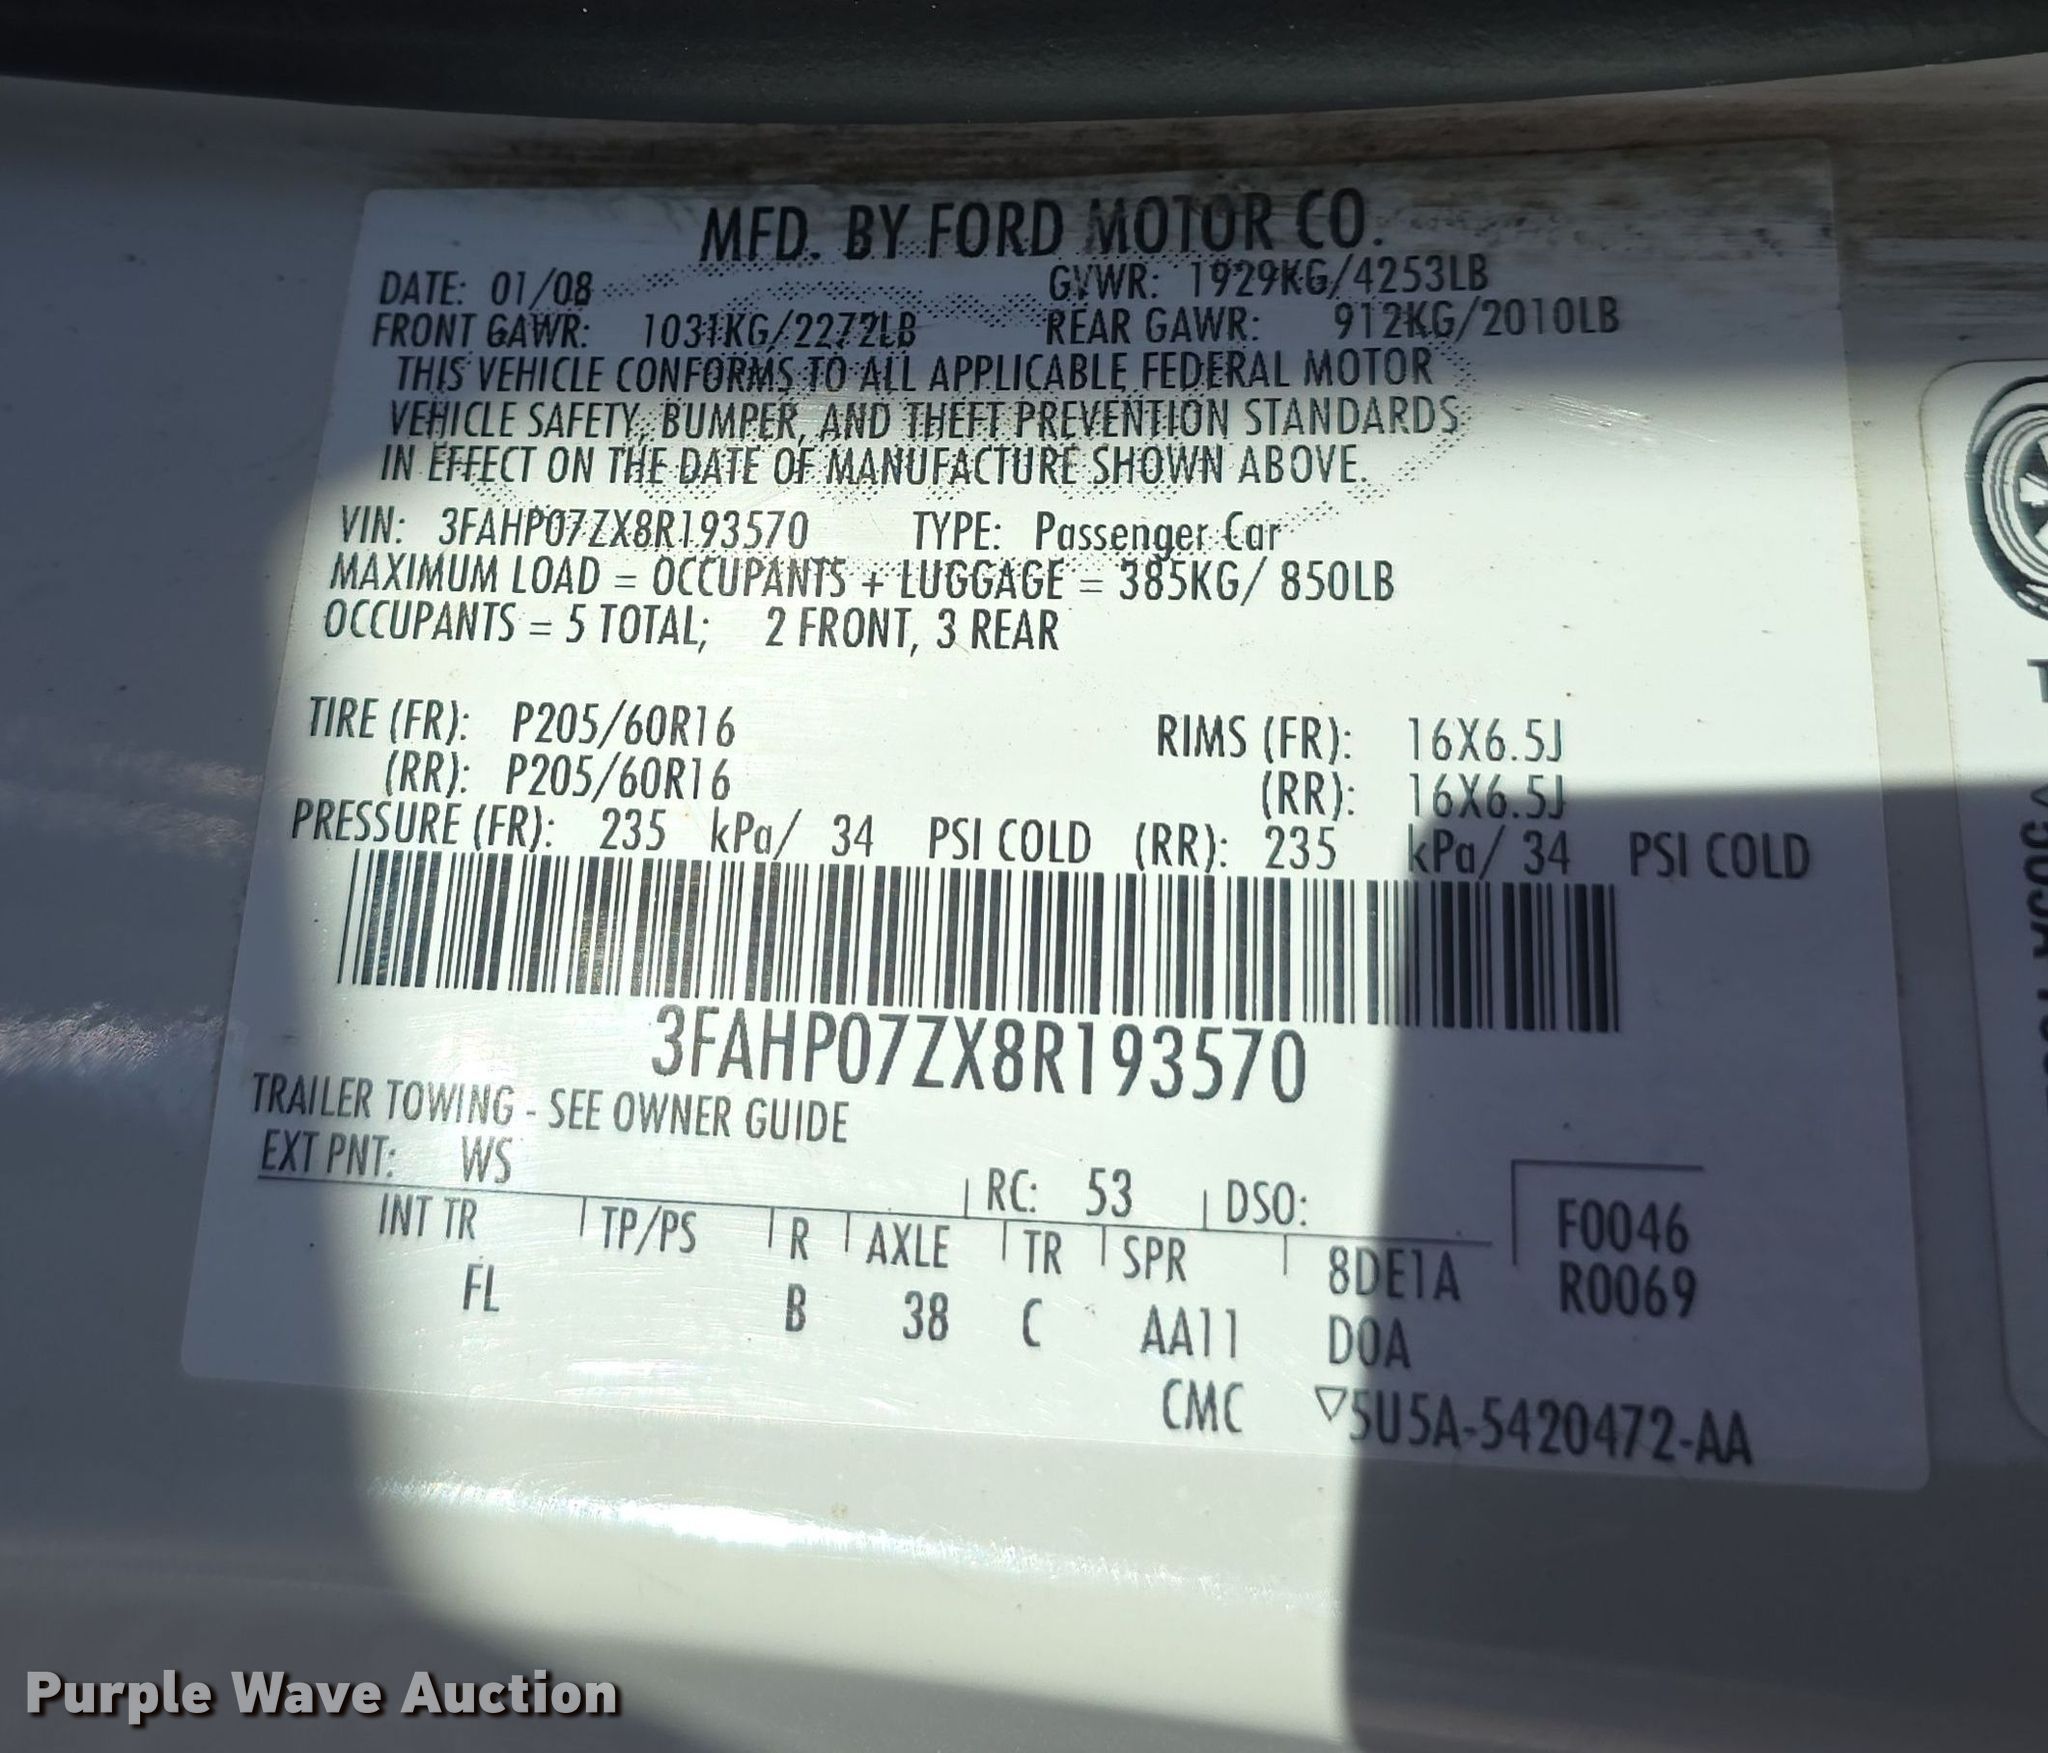 MFD. BY FORD MOTOR CO.
DATE: 01/08 GVWR: 1929KG/4253LB
FRONT GAWR: 1031KG/2272LB REAR GAWR: 912KG/2010LB
THIS VEHICLE CONFORMS TO ALL APPLICABLE FEDERAL MOTOR
VEHICLE SAFETY, BUMPER, AND THEFT PREVENTION STANDARDS
IN EFFECT ON THE DATE OF MANUFACTURE SHOWN ABOVE.
VIN: 3FAHP07ZX8R193570 TYPE: Passenger Car
MAXIMUM LOAD = OCCUPANTS + LUGGAGE = 385KG/ 850LB
OCCUPANTS = 5 TOTAL; 2 FRONT, 3 REAR
TIRE (FR): P205/60R16 RIMS (FR): 16X6.5J
(RR): P205/60R16 (RR): 16X6.5J
PRESSURE (FR): 235 kPa/ 34 PSI COLD (RR): 235 kPa/ 34 PSI COLD
3FAHP07ZX8R193570
TRAILER TOWING - SEE OWNER GUIDE
EXT PNT: WS RC: 53 DSO: F0046
INT TR TP/PS R AXLE TR SPR 8DE1A R0069
FL B 38 C AA11 D0A
CMC ▽5U5A-5420472-AA
Purple Wave Auction